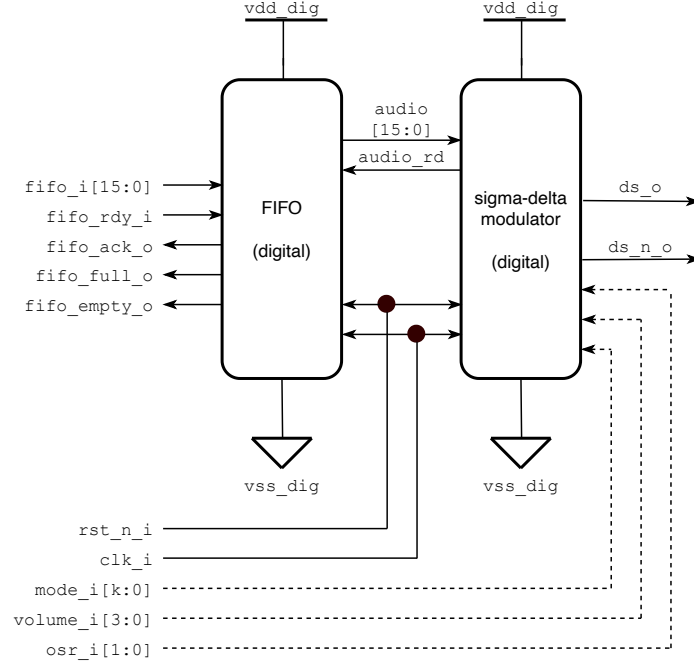 vdd_dig
vdd_dig
audio
[15:0]
audio_rd
fifo_i[15:0]
fifo_rdy_i
fifo_ack_o
fifo_full_o
fifo_empty_o
FIFO
(digital)
sigma-delta
modulator
(digital)
ds_o
ds_n_o
vss_dig
vss_dig
rst_n_i
clk_i
mode_i[k:0]
volume_i[3:0]
osr_i[1:0]